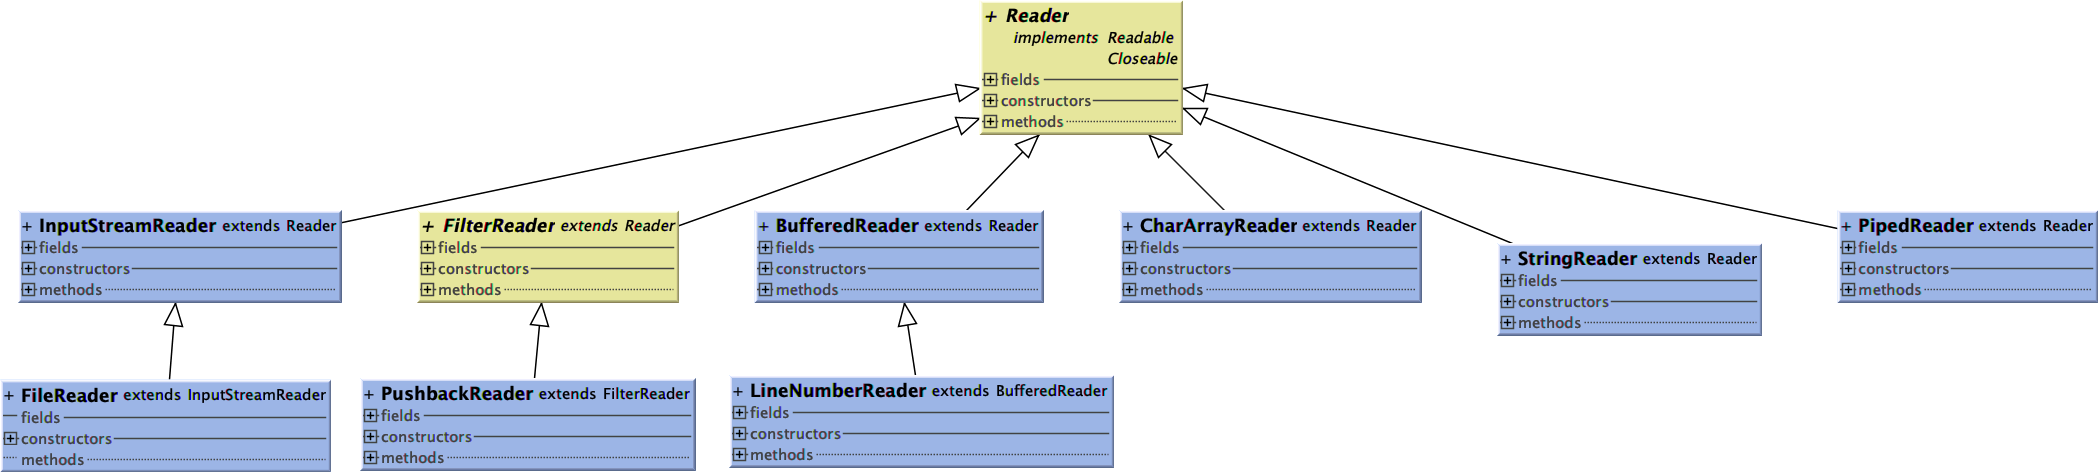 + Reader
implements Readable
Closeable
fields
constructors
methods
+ InputStreamReader extends Reader
fields
constructors
methods
+ FilterReader extends Reader
fields
constructors
methods
+ BufferedReader extends Reader
fields
constructors
methods
+ CharArrayReader extends Reader
fields
constructors
methods
+ StringReader extends Reader
fields
constructors
methods
+ PipedReader extends Reader
fields
constructors
methods
+ FileReader extends InputStreamReader
fields
constructors
methods
+ PushbackReader extends FilterReader
fields
constructors
methods
+ LineNumberReader extends BufferedReader
fields
constructors
methods